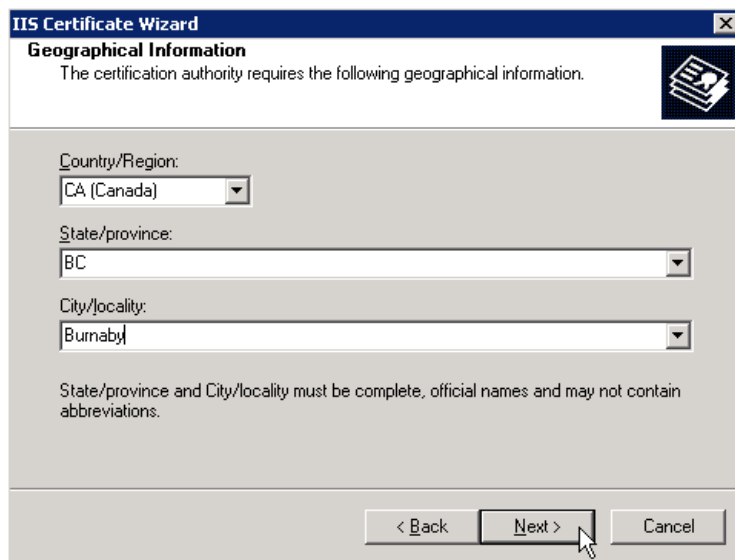 IIS Certificate Wizard
Geographical Information
The certification authority requires the following geographical information.
Country/Region:
CA (Canada)
State/province:
BC
City/locality:
Burnaby
State/province and City/locality must be complete, official names and may not contain
abbreviations.
< Back
Next >
Cancel